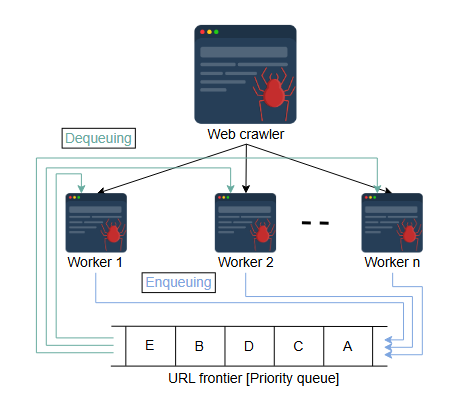 Web crawler
Dequeuing
Worker 1
Worker 2
Worker n
Enqueuing
E B D C A
URL frontier [Priority queue]